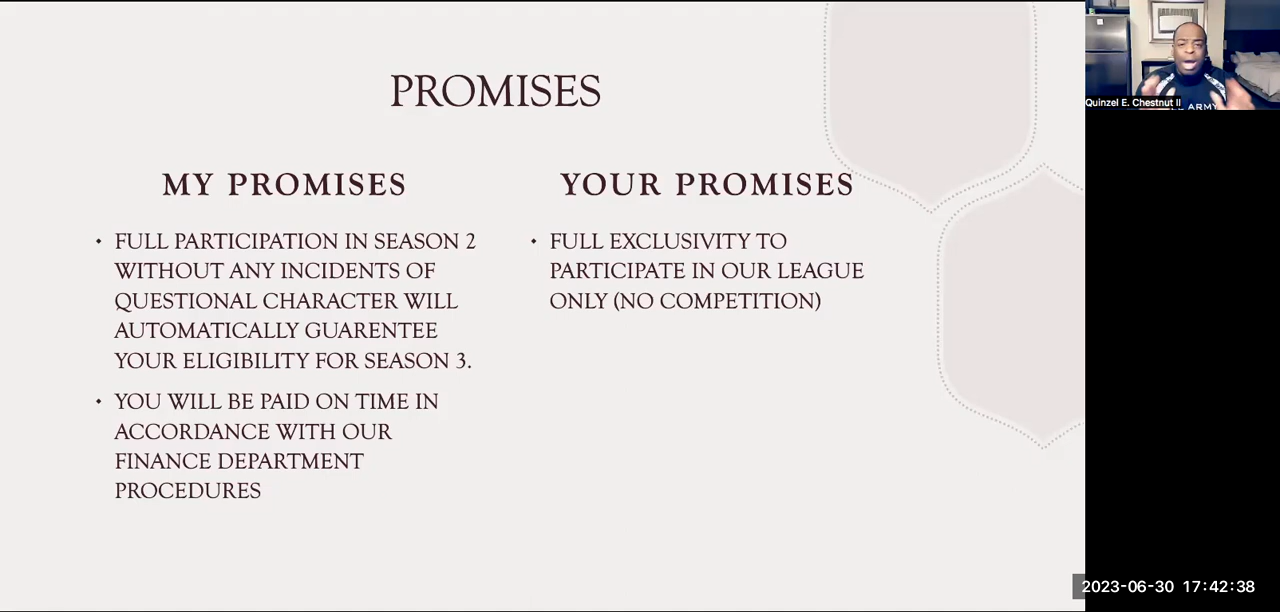 PROMISES
MY PROMISES
• FULL PARTICIPATION IN SEASON 2
WITHOUT ANY INCIDENTS OF
QUESTIONAL CHARACTER WILL
AUTOMATICALLY GUARENTEE
YOUR ELIGIBILITY FOR SEASON 3.
• YOU WILL BE PAID ON TIME IN
ACCORDANCE WITH OUR
FINANCE DEPARTMENT
PROCEDURES
YOUR PROMISES
• FULL EXCLUSIVITY TO
PARTICIPATE IN OUR LEAGUE
ONLY (NO COMPETITION)
Quinzel E. Chestnut II
ARMY
2023-06-30 17:42:38